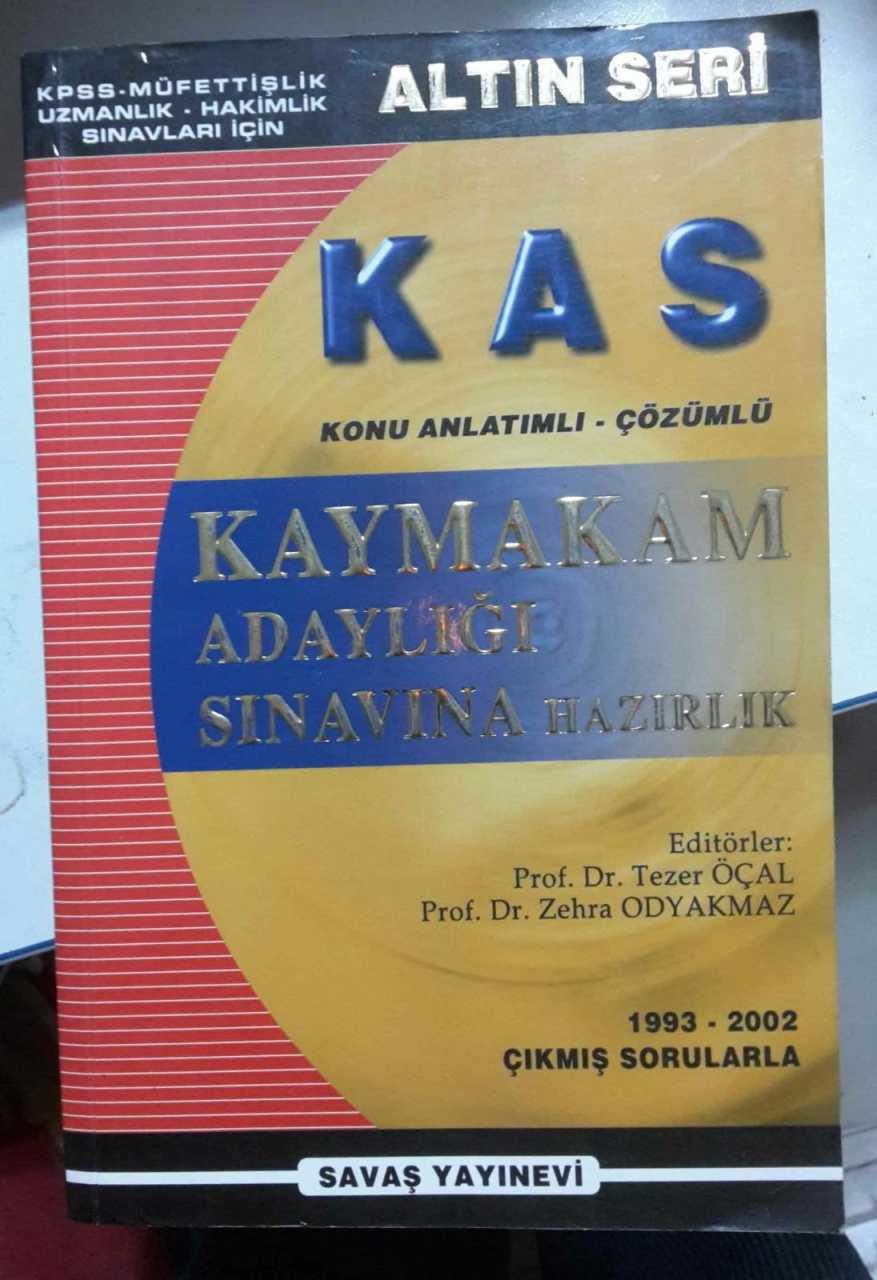 KPSS-MÜFETTİŞLİK
UZMANLIK - HAKİMLİK
SINAVLARI İÇİN
ALTIN SERİ
KAS
KONU ANLATIMLI - ÇÖZÜMLÜ
KAYMAKAM
ADAYLIĞI
SINAVINA HAZIRLIK
Editörler:
Prof. Dr. Tezer ÖÇAL
Prof. Dr. Zehra ODYAKMAZ
1993 - 2002
ÇIKMIŞ SORULARLA
SAVAŞ YAYINEVİ